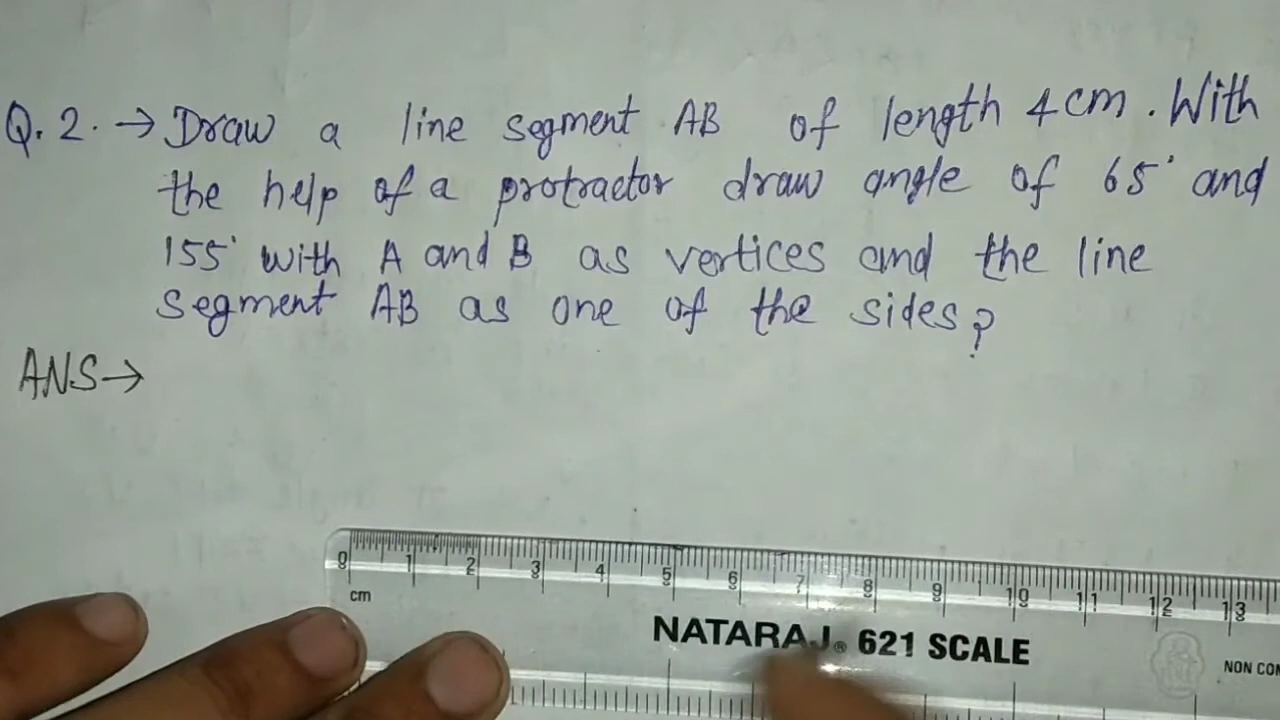 Q. 2. → Draw a line segment AB of length 4 cm. With
the help of a protractor draw angle of 65° and
155° with A and B as vertices and the line
segment AB as one of the sides?
ANS →
0 1 2 3 4 5 6 7 8 9 10 11 12 13
cm
NATARAJ® 621 SCALE
NON CON